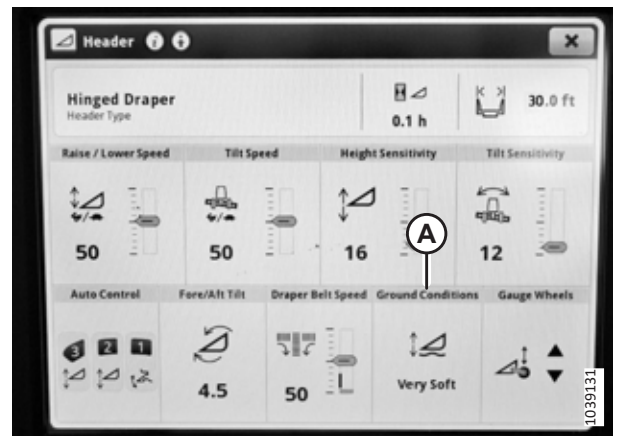 Header
Hinged Draper
Header Type
0.1 h
30.0 ft
Raise / Lower Speed Tilt Speed Height Sensitivity Tilt Sensitivity
50 50 16 12
A
Auto Control Fore/Aft Tilt Draper Belt Speed Ground Conditions Gauge Wheels
3 2 1
4.5 50 Very Soft
1039131